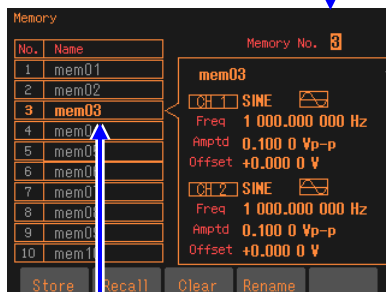 Memory
Memory No. 3
No. Name
1 mem01
2 mem02
3 mem03
4
5
6
7
8
9
10
mem03
CH 1 SINE
Freq 1 000.000 000 Hz
Amptd 0.100 0 Vp-p
Offset +0.000 0 V
CH 2 SINE
Freq 1 000.000 000 Hz
Amptd 0.100 0 Vp-p
Offset +0.000 0 V
Store Recall Clear Rename